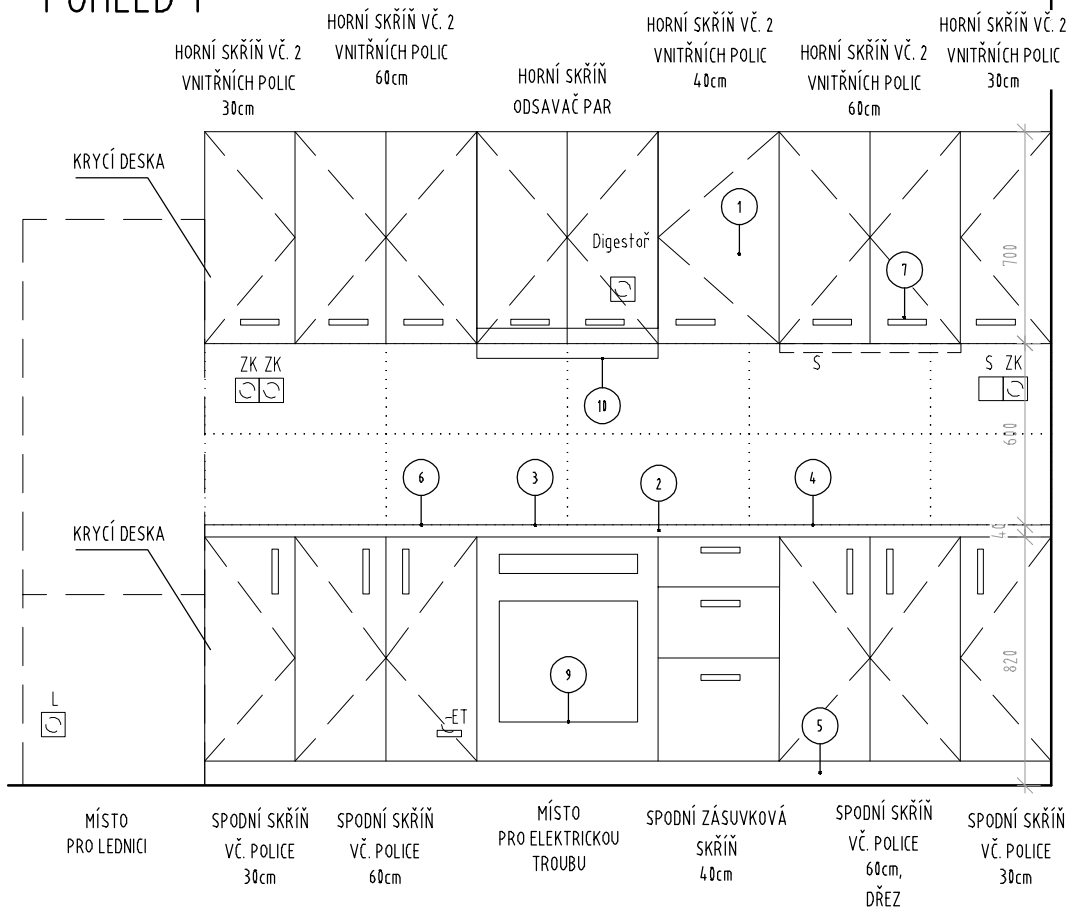 POHLED 1
HORNÍ SKŘÍŇ VČ. 2
VNITŘNÍCH POLIC
30cm
HORNÍ SKŘÍŇ VČ. 2
VNITŘNÍCH POLIC
60cm
HORNÍ SKŘÍŇ
ODSAVAČ PAR
HORNÍ SKŘÍŇ VČ. 2
VNITŘNÍCH POLIC
40cm
HORNÍ SKŘÍŇ VČ. 2
VNITŘNÍCH POLIC
60cm
HORNÍ SKŘÍŇ VČ. 2
VNITŘNÍCH POLIC
30cm
KRYCÍ DESKA
1
Digestoř
7
700
ZK ZK
S
S ZK
10
600
6
3
2
4
40
KRYCÍ DESKA
820
9
L
-ET
5
MÍSTO
PRO LEDNICI
SPODNÍ SKŘÍŇ
VČ. POLICE
30cm
SPODNÍ SKŘÍŇ
VČ. POLICE
60cm
MÍSTO
PRO ELEKTRICKOU
TROUBU
SPODNÍ ZÁSUVKOVÁ
SKŘÍŇ
40cm
SPODNÍ SKŘÍŇ
VČ. POLICE
60cm,
DŘEZ
SPODNÍ SKŘÍŇ
VČ. POLICE
30cm